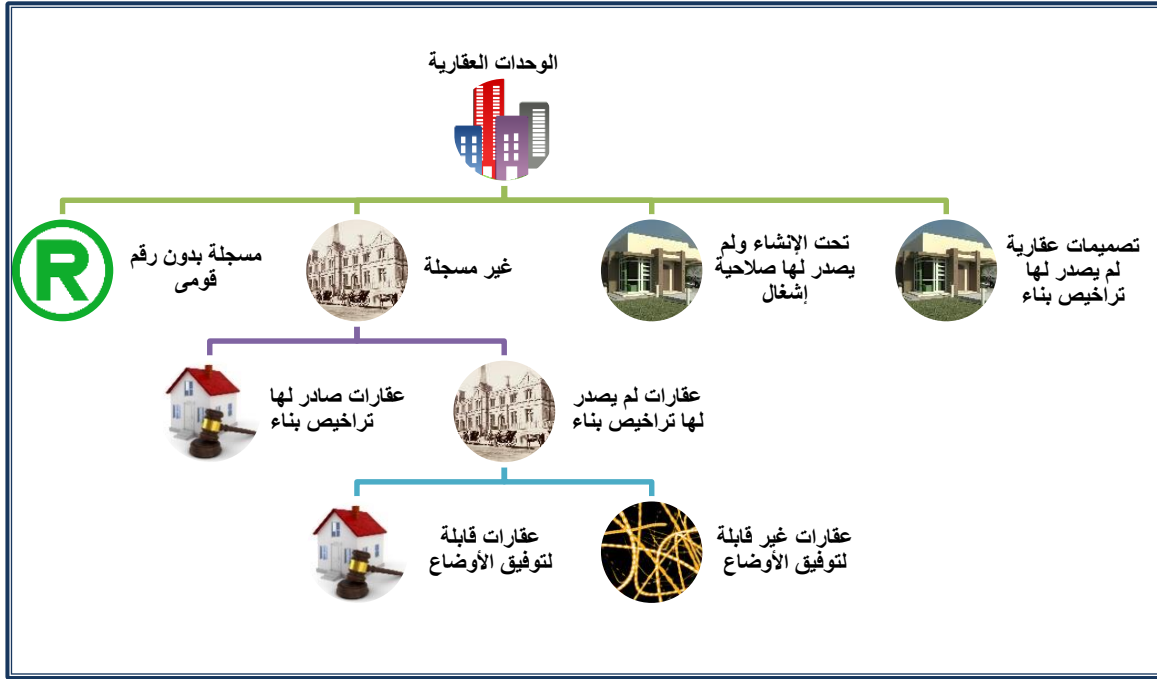 الوحدات العقارية
تصميمات عقارية
لم يصدر لها
تراخيص بناء
تحت الإنشاء ولم
يصدر لها صلاحية
إشغال
غير مسجلة
مسجلة بدون رقم
قومى
R
عقارات لم يصدر
لها تراخيص بناء
عقارات صادر لها
تراخيص بناء
عقارات غير قابلة
لتوفيق الأوضاع
عقارات قابلة
لتوفيق الأوضاع